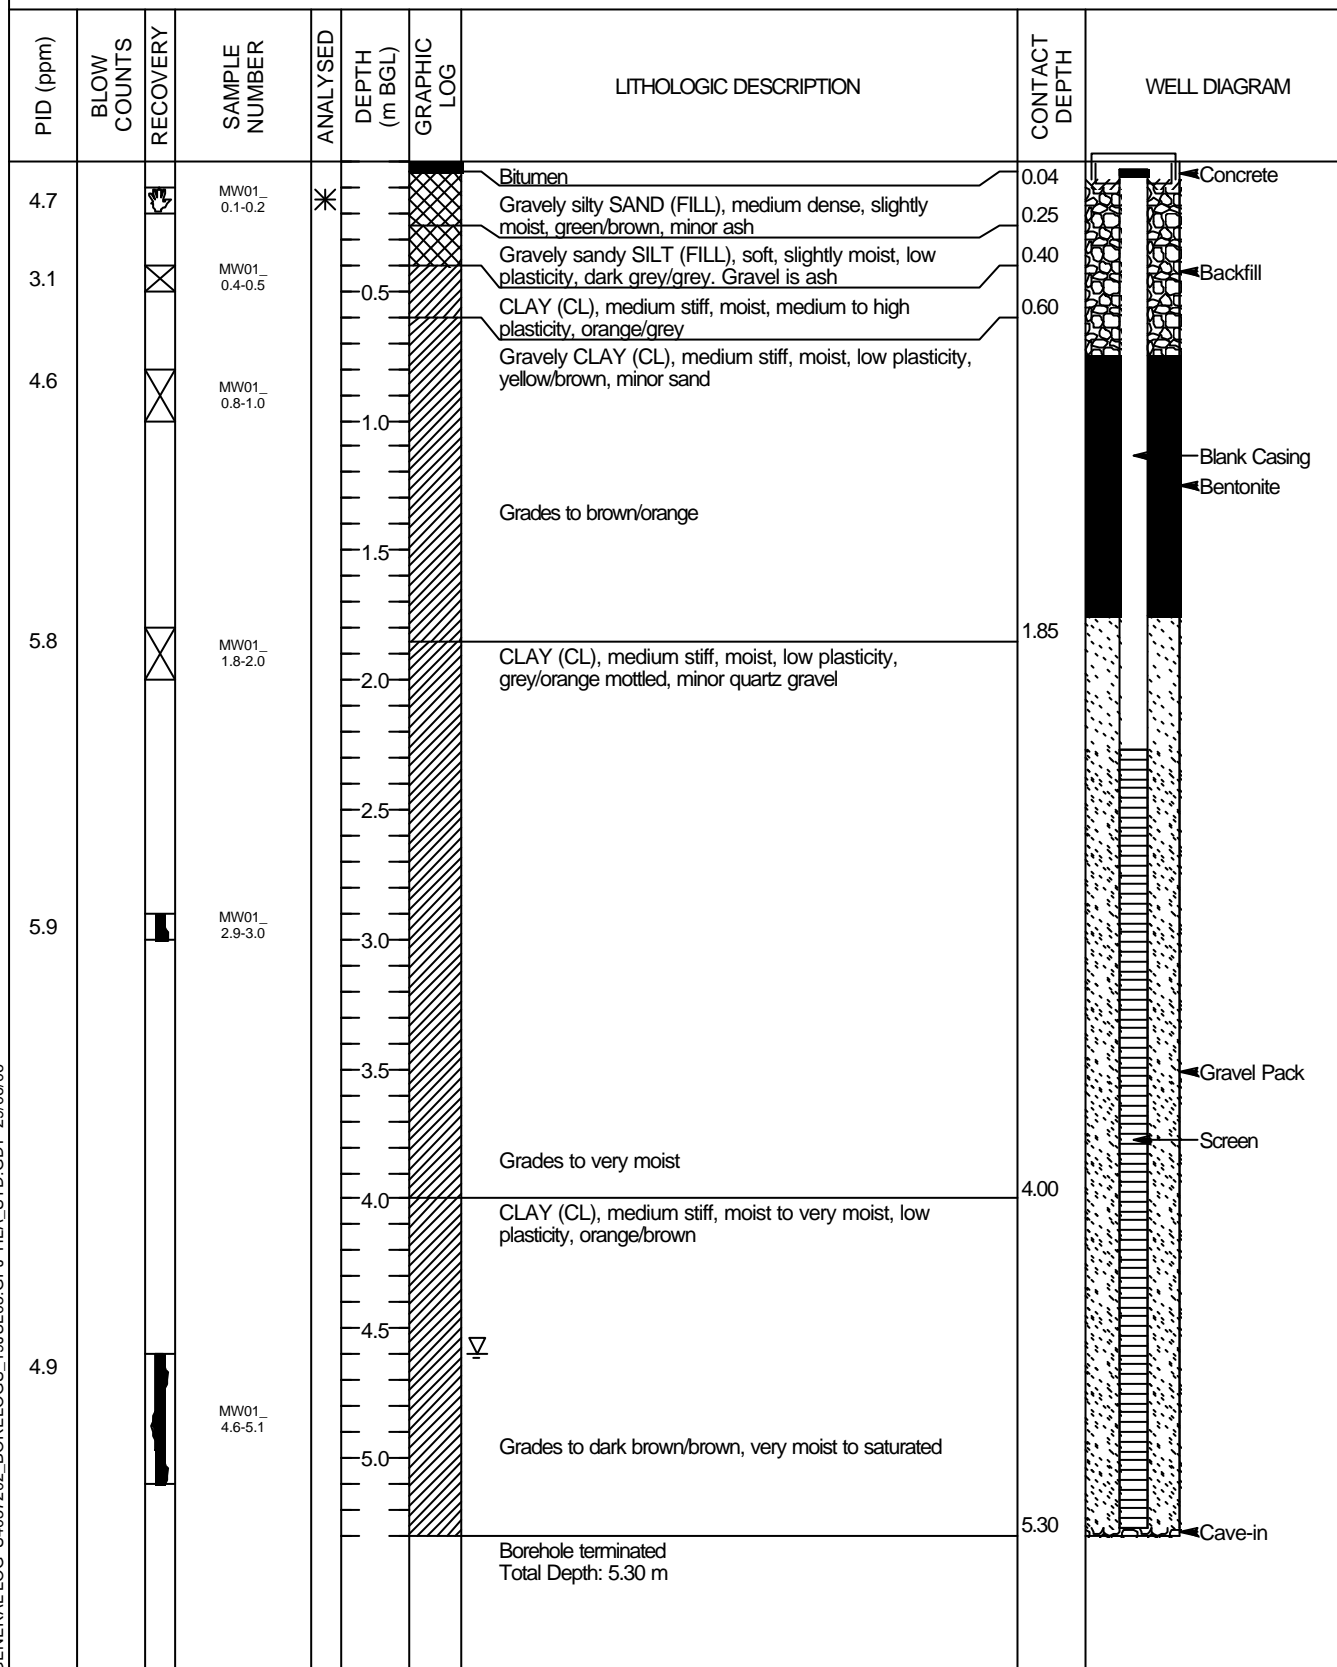 PID (ppm)
BLOW
COUNTS
RECOVERY
SAMPLE
NUMBER
ANALYSED
DEPTH
(m BGL)
GRAPHIC
LOG
LITHOLOGIC DESCRIPTION
CONTACT
DEPTH
WELL DIAGRAM
4.7
MW01_
0.1-0.2
Bitumen
0.04
Concrete
Gravely silty SAND (FILL), medium dense, slightly
moist, green/brown, minor ash
0.25
3.1
MW01_
0.4-0.5
0.5
Gravely sandy SILT (FILL), soft, slightly moist, low
plasticity, dark grey/grey. Gravel is ash
0.40
Backfill
CLAY (CL), medium stiff, moist, medium to high
plasticity, orange/grey
0.60
Gravely CLAY (CL), medium stiff, moist, low plasticity,
yellow/brown, minor sand
4.6
MW01_
0.8-1.0
1.0
Blank Casing
Bentonite
Grades to brown/orange
1.5
5.8
MW01_
1.8-2.0
1.85
CLAY (CL), medium stiff, moist, low plasticity,
grey/orange mottled, minor quartz gravel
2.0
2.5
5.9
MW01_
2.9-3.0
3.0
3.5
Gravel Pack
Screen
Grades to very moist
4.0
4.00
CLAY (CL), medium stiff, moist to very moist, low
plasticity, orange/brown
4.5
4.9
MW01_
4.6-5.1
Grades to dark brown/brown, very moist to saturated
5.0
5.30
Cave-in
Borehole terminated
Total Depth: 5.30 m